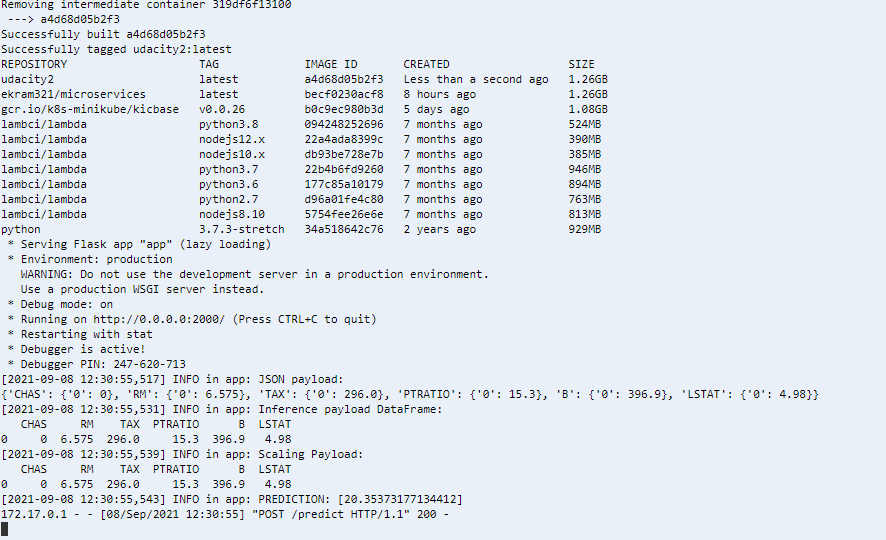 Removing intermediate container 319df6f13100
 ---> a4d68d05b2f3
Successfully built a4d68d05b2f3
Successfully tagged udacity2:latest
REPOSITORY                    TAG             IMAGE ID       CREATED                  SIZE
udacity2                      latest          a4d68d05b2f3   Less than a second ago   1.26GB
ekram321/microservices        latest          becf0230acf8   8 hours ago              1.26GB
gcr.io/k8s-minikube/kicbase   v0.0.26         b0c9ec980b3d   5 days ago               1.08GB
lambci/lambda                 python3.8       094248252696   7 months ago             524MB
lambci/lambda                 nodejs12.x      22a4ada8399c   7 months ago             390MB
lambci/lambda                 nodejs10.x      db93be728e7b   7 months ago             385MB
lambci/lambda                 python3.7       22b4b6fd9260   7 months ago             946MB
lambci/lambda                 python3.6       177c85a10179   7 months ago             894MB
lambci/lambda                 python2.7       d96a01fe4c80   7 months ago             763MB
lambci/lambda                 nodejs8.10      5754fee26e6e   7 months ago             813MB
python                        3.7.3-stretch   34a518642c76   2 years ago              929MB
 * Serving Flask app "app" (lazy loading)
 * Environment: production
   WARNING: Do not use the development server in a production environment.
   Use a production WSGI server instead.
 * Debug mode: on
 * Running on http://0.0.0.0:2000/ (Press CTRL+C to quit)
 * Restarting with stat
 * Debugger is active!
 * Debugger PIN: 247-620-713
[2021-09-08 12:30:55,517] INFO in app: JSON payload:
{'CHAS': {'0': 0}, 'RM': {'0': 6.575}, 'TAX': {'0': 296.0}, 'PTRATIO': {'0': 15.3}, 'B': {'0': 396.9}, 'LSTAT': {'0': 4.98}}
[2021-09-08 12:30:55,531] INFO in app: Inference payload DataFrame:
   CHAS     RM    TAX  PTRATIO      B  LSTAT
0     0  6.575  296.0     15.3  396.9   4.98
[2021-09-08 12:30:55,539] INFO in app: Scaling Payload:
   CHAS     RM    TAX  PTRATIO      B  LSTAT
0     0  6.575  296.0     15.3  396.9   4.98
[2021-09-08 12:30:55,543] INFO in app: PREDICTION: [20.35373177134412]
172.17.0.1 - - [08/Sep/2021 12:30:55] "POST /predict HTTP/1.1" 200 -